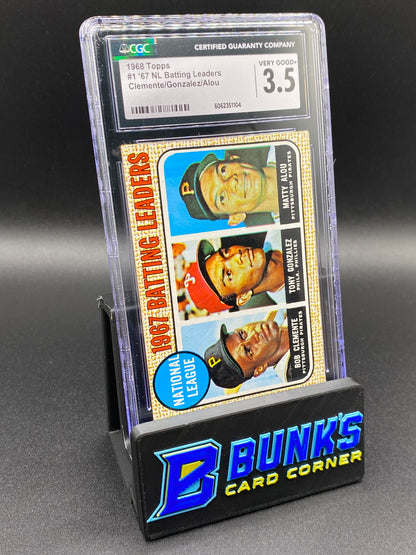 CGC
CERTIFIED GUARANTY COMPANY
1968 Topps
#1 '67 NL Batting Leaders
Clemente/Gonzalez/Alou
VERY GOOD+
3.5
6062351104
1967 BATTING LEADERS
NATIONAL
LEAGUE
P
MATTY ALOU
PITTSBURGH PIRATES
P
TONY GONZALEZ
PHILA. PHILLIES
P
BOB CLEMENTE
PITTSBURGH PIRATES
B BUNK'S
CARD CORNER